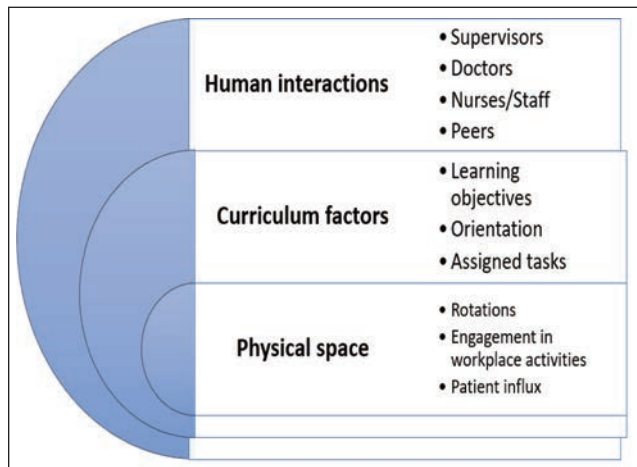 Human interactions
• Supervisors
• Doctors
• Nurses/Staff
• Peers
Curriculum factors
• Learning
objectives
• Orientation
• Assigned tasks
Physical space
• Rotations
• Engagement in
workplace activities
• Patient influx